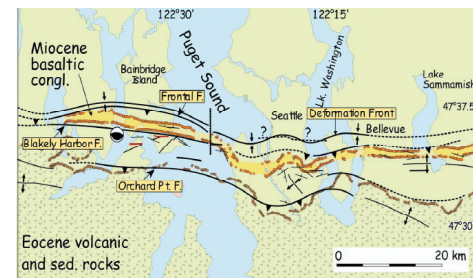 122°30'
122°15'
Miocene
basaltic
congl.
Bainbridge
Island
Puget Sound
Frontal F.
Lk. Washington
Lake
Sammamish
Seattle
Deformation Front
47°37.5
Bellevue
?
?
Blakely Harbor F.
Orchard Pt. F.
47°30'
Eocene volcanic
and sed. rocks
0 20 km